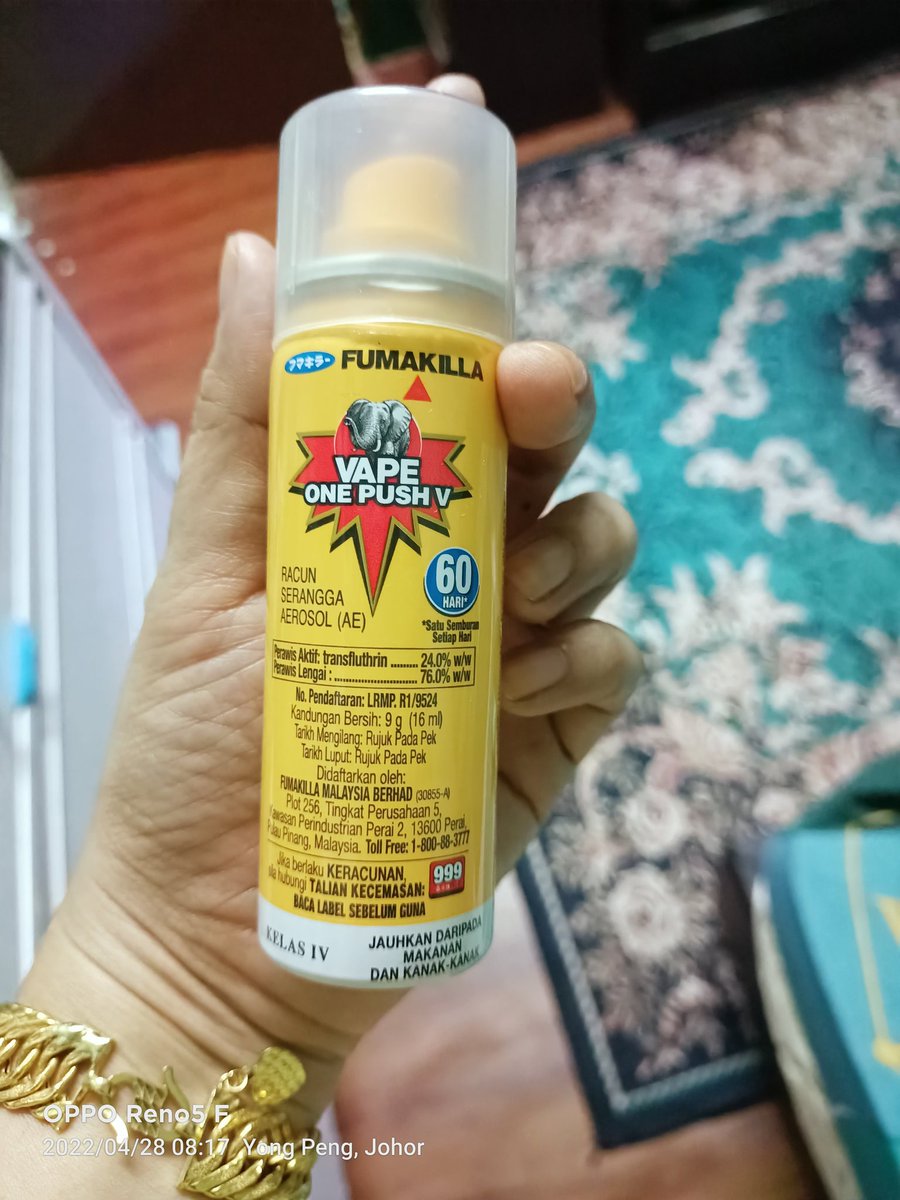 フマキラー FUMAKILLA
VAPE
ONE PUSH V
RACUN
SERANGGA
AEROSOL (AE)
60
HARI*
*Satu Semburan
Setiap Hari
Perawis Aktif: transfluthrin ......... 24.0% w/w
Perawis Lengai : ........................... 76.0% w/w
No. Pendaftaran: LRMP. R1/9524
Kandungan Bersih: 9 g (16 ml)
Tarikh Mengilang: Rujuk Pada Pek
Tarikh Luput: Rujuk Pada Pek
Didaftarkan oleh:
FUMAKILLA MALAYSIA BERHAD (30855-A)
Plot 256, Tingkat Perusahaan 5,
Kawasan Perindustrian Perai 2, 13600 Perai,
Pulau Pinang, Malaysia. Toll Free: 1-800-88-3777
Jika berlaku KERACUNAN,
sila hubungi TALIAN KECEMASAN: 999
BACA LABEL SEBELUM GUNA
KELAS IV
JAUHKAN DARIPADA
MAKANAN
DAN KANAK-KANAK
OPPO Reno5 F
2022/04/28 08:17 Yong Peng, Johor